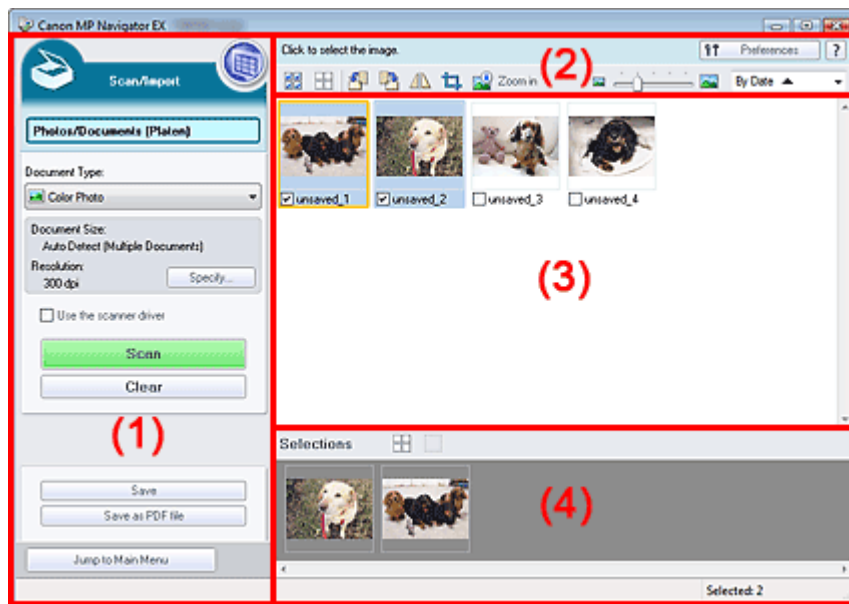 Canon MP Navigator EX
Scan/Import
Photos/Documents (Platen)
Document Type:
Color Photo
Document Size:
Auto Detect (Multiple Documents)
Resolution:
300 dpi
Specify...
Use the scanner driver
Scan
Clear
(1)
Save
Save as PDF file
Jump to Main Menu
Click to select the image.
Preferences
?
Zoom in
(2)
By Date
unsaved_1
unsaved_2
unsaved_3
unsaved_4
(3)
Selections
(4)
Selected: 2